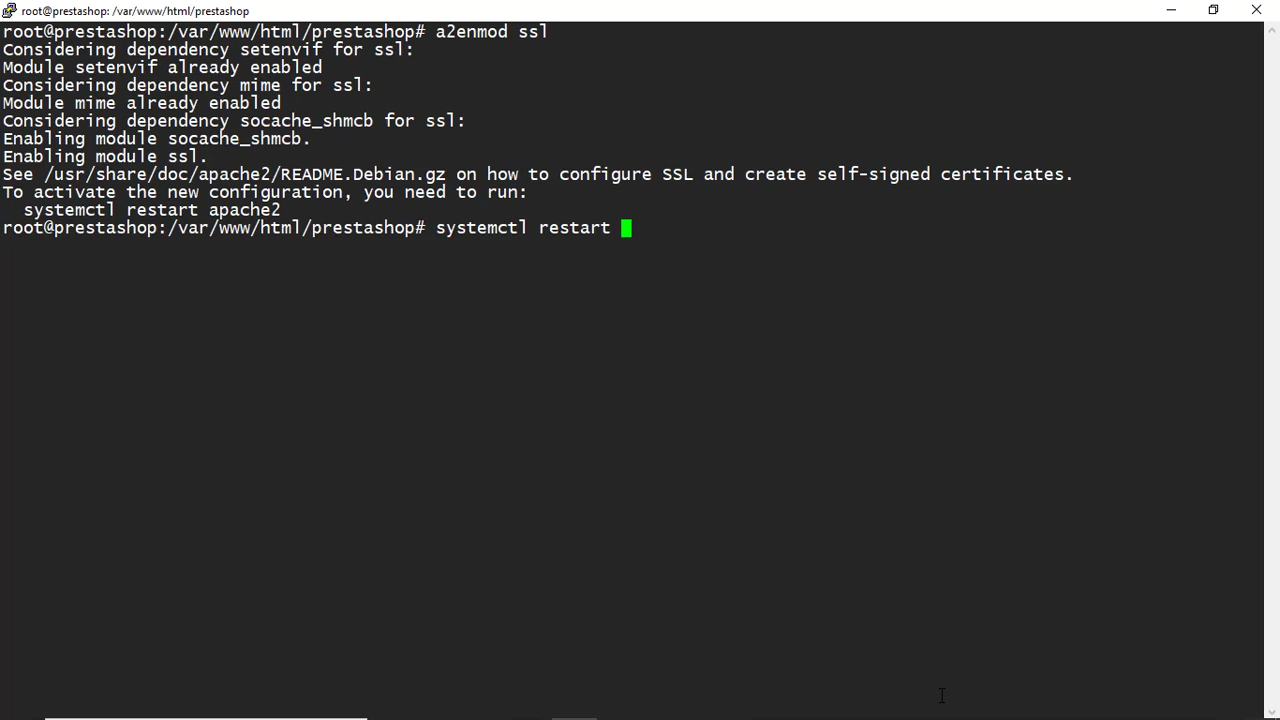 root@prestashop: /var/www/html/prestashop
root@prestashop:/var/www/html/prestashop# a2enmod ssl
Considering dependency setenvif for ssl:
Module setenvif already enabled
Considering dependency mime for ssl:
Module mime already enabled
Considering dependency socache_shmcb for ssl:
Enabling module socache_shmcb.
Enabling module ssl.
See /usr/share/doc/apache2/README.Debian.gz on how to configure SSL and create self-signed certificates.
To activate the new configuration, you need to run:
  systemctl restart apache2
root@prestashop:/var/www/html/prestashop# systemctl restart